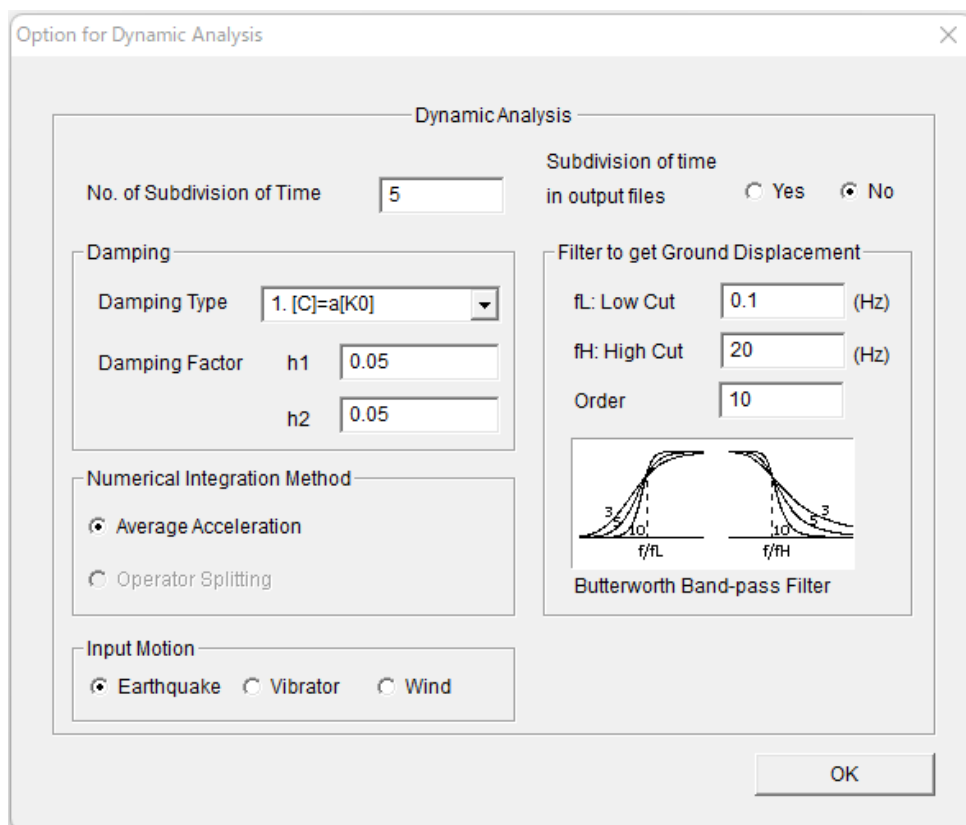 Option for Dynamic Analysis
Dynamic Analysis
No. of Subdivision of Time 5
Subdivision of time
in output files Yes No
Damping
Damping Type 1. [C]=a[K0]
Damping Factor h1 0.05
h2 0.05
Filter to get Ground Displacement
fL: Low Cut 0.1 (Hz)
fH: High Cut 20 (Hz)
Order 10
3 5 10 10 5 3
f/fL f/fH
Butterworth Band-pass Filter
Numerical Integration Method
Average Acceleration
Operator Splitting
Input Motion
Earthquake Vibrator Wind
OK